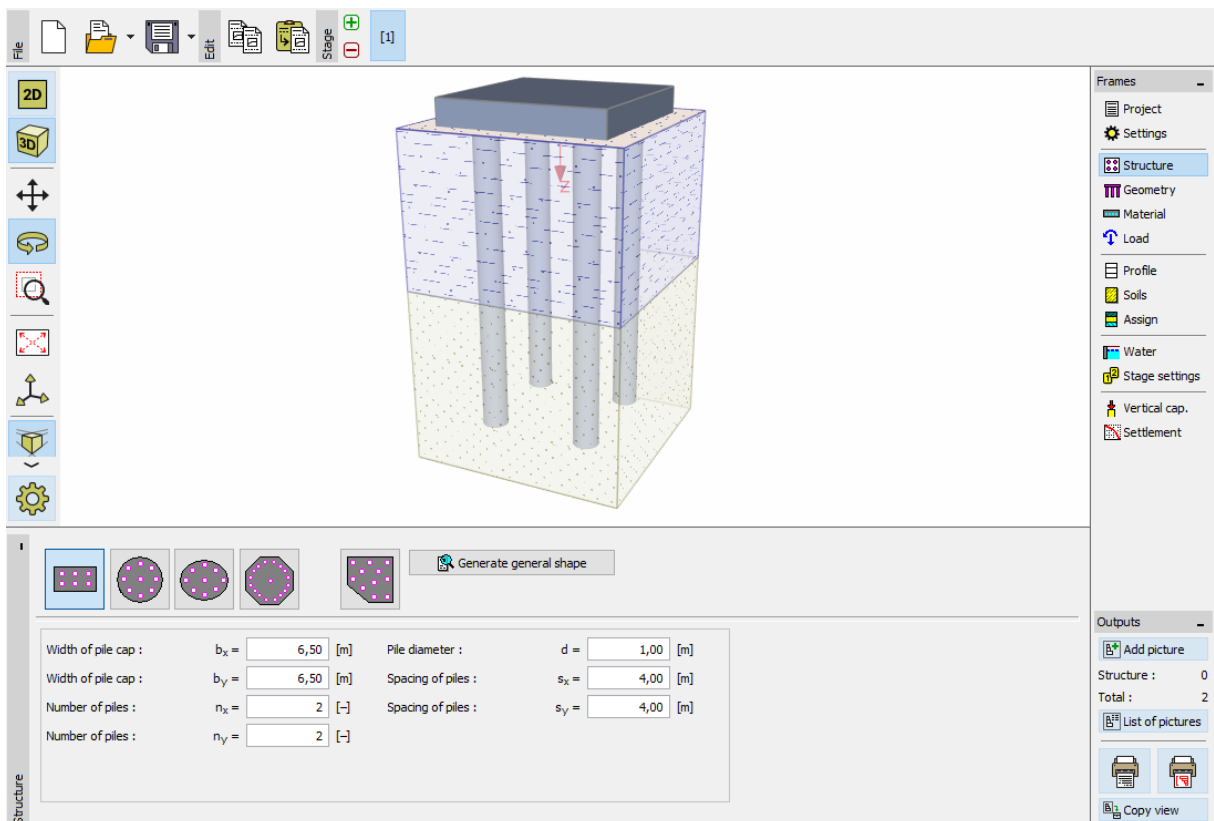 File
Edit
Stage
[1]
2D
3D
Z
Frames
Project
Settings
Structure
Geometry
Material
Load
Profile
Soils
Assign
Water
Stage settings
Vertical cap.
Settlement
Generate general shape
Width of pile cap : bx = 6,50 [m] Pile diameter : d = 1,00 [m]
Width of pile cap : by = 6,50 [m] Spacing of piles : sx = 4,00 [m]
Number of piles : nx = 2 [–] Spacing of piles : sy = 4,00 [m]
Number of piles : ny = 2 [–]
Structure
Outputs
Add picture
Structure : 0
Total : 2
List of pictures
Copy view